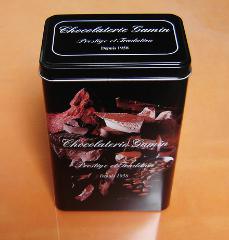 Chocolaterie Gamin
Prestige et Tradition
Depuis 1958
Chocolaterie Gamin
Prestige et Tradition
Depuis 1958